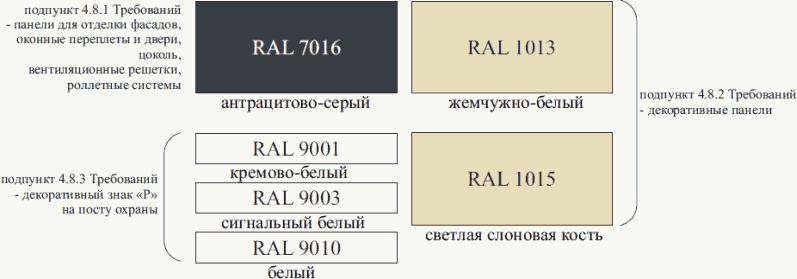 подпункт 4.8.1 Требований
- панели для отделки фасадов,
оконные переплеты и двери,
цоколь,
вентиляционные решетки,
роллетные системы
RAL 7016
антрацитово-серый
RAL 1013
жемчужно-белый
подпункт 4.8.2 Требований
- декоративные панели
подпункт 4.8.3 Требований
- декоративный знак «Р»
на посту охраны
RAL 9001
кремово-белый
RAL 9003
сигнальный белый
RAL 9010
белый
RAL 1015
светлая слоновая кость